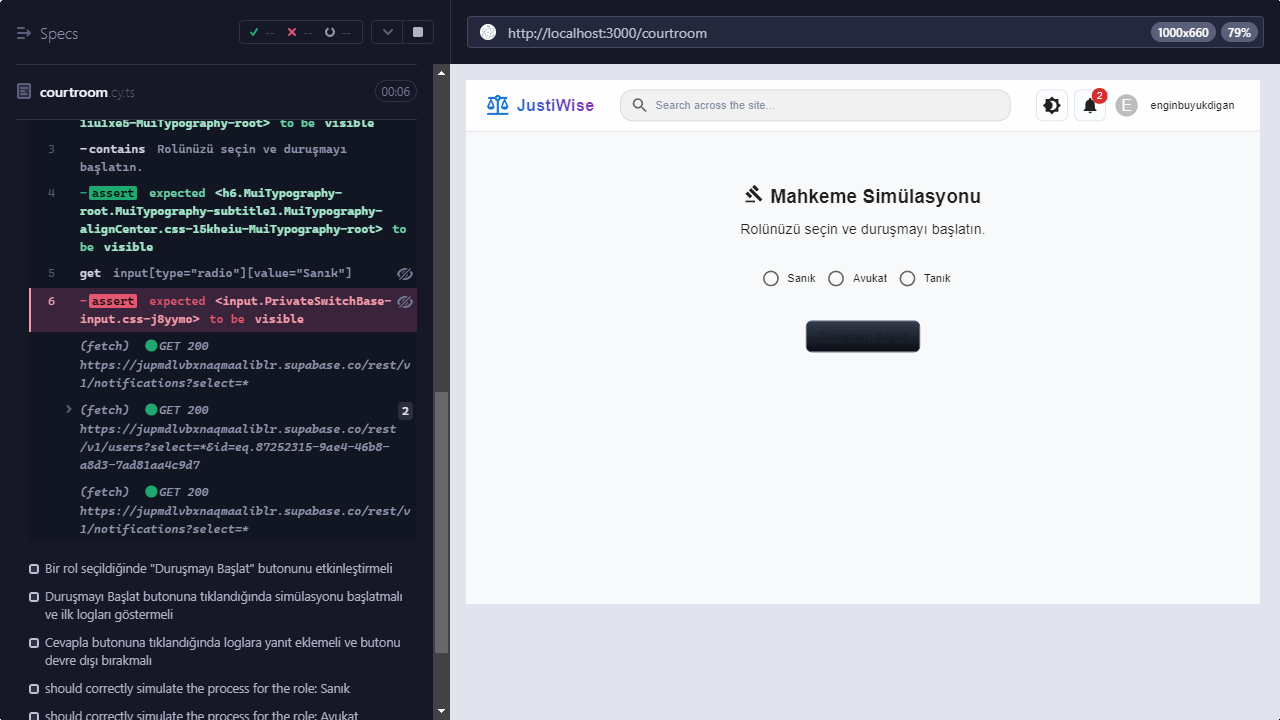 Specs
-- -- --
courtroom.cy.ts
00:06
liulxe5-MuiTypography-root> to be visible
3 -contains Rolünüzü seçin ve duruşmayı
başlatın.
4 -assert expected <h6.MuiTypography-
root.MuiTypography-subtitle1.MuiTypography-
alignCenter.css-15kheiu-MuiTypography-root> to
be visible
5 get input[type="radio"][value="Sanık"]
6 -assert expected <input.PrivateSwitchBase-
input.css-j8yymo> to be visible
(fetch) GET 200
https://jupmdlvbxnaqmaaliblr.supabase.co/rest/v
1/notifications?select=*
(fetch) GET 200 2
https://jupmdlvbxnaqmaaliblr.supabase.co/rest
/v1/users?select=*&id=eq.87252315-9ae4-46b8-
a8d3-7ad81aa4c9d7
(fetch) GET 200
https://jupmdlvbxnaqmaaliblr.supabase.co/rest/v
1/notifications?select=*
Bir rol seçildiğinde "Duruşmayı Başlat" butonunu etkinleştirmeli
Duruşmayı Başlat butonuna tıklandığında simülasyonu başlatmalı
ve ilk logları göstermeli
Cevapla butonuna tıklandığında loglara yanıt eklemeli ve butonu
devre dışı bırakmalı
should correctly simulate the process for the role: Sanık
should correctly simulate the process for the role: Avukat
http://localhost:3000/courtroom
1000x660
79%
JustiWise
Search across the site...
2
E
enginbuyukdigan
Mahkeme Simülasyonu
Rolünüzü seçin ve duruşmayı başlatın.
Sanık
Avukat
Tanık